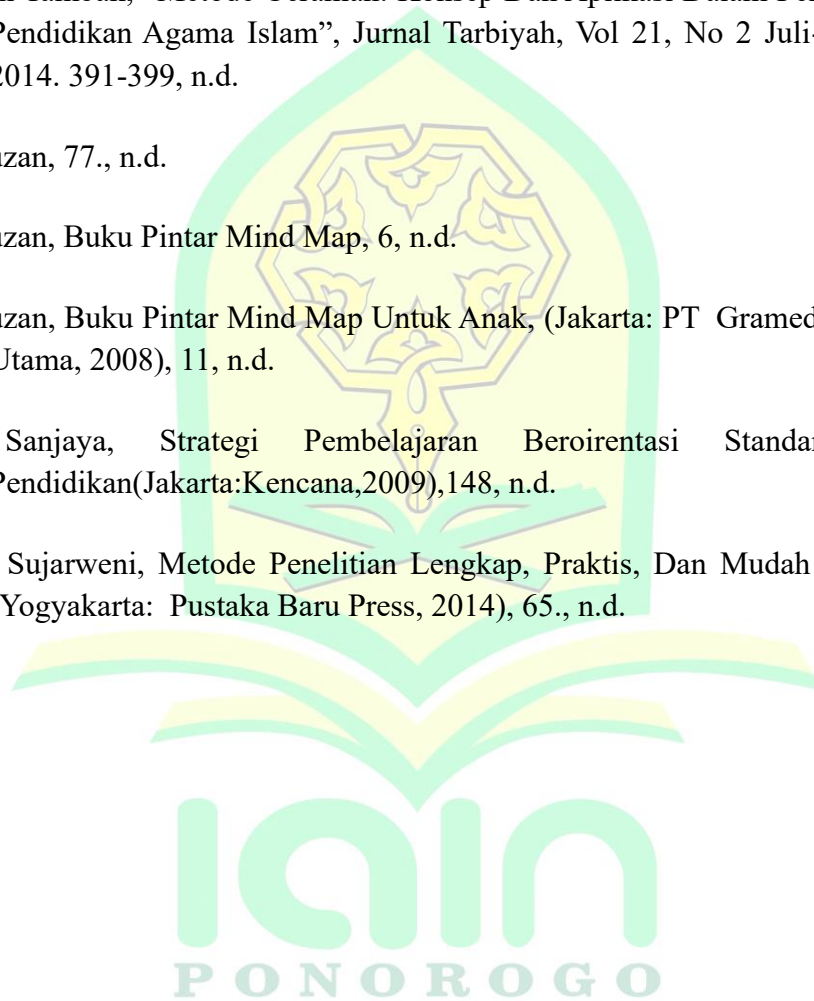 Pendidikan Agama Islam”, Jurnal Tarbiyah, Vol 21, No 2 Juli-
2014. 391-399, n.d.
uzan, 77., n.d.
uzan, Buku Pintar Mind Map, 6, n.d.
uzan, Buku Pintar Mind Map Untuk Anak, (Jakarta: PT Gramed
Utama, 2008), 11, n.d.
Sanjaya, Strategi Pembelajaran Beroirentasi Standar
Pendidikan(Jakarta:Kencana,2009),148, n.d.
Sujarweni, Metode Penelitian Lengkap, Praktis, Dan Mudah
Yogyakarta: Pustaka Baru Press, 2014), 65., n.d.
iain
PONOROGO